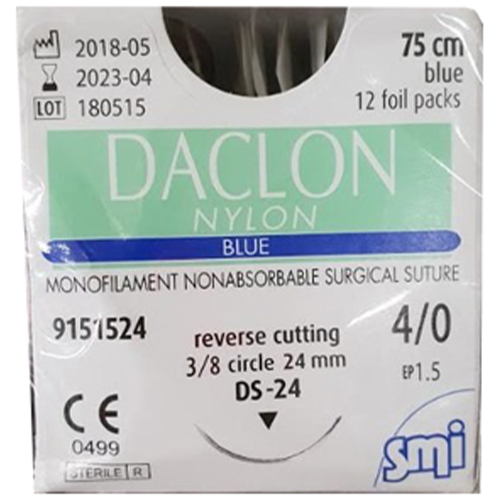 2018-05
2023-04
LOT 180515
75 cm
blue
12 foil packs
DACLON
NYLON
BLUE
MONOFILAMENT NONABSORBABLE SURGICAL SUTURE
9151524
reverse cutting
3/8 circle 24 mm
DS-24
4/0
EP1.5
CE
0499
STERILE R
smi